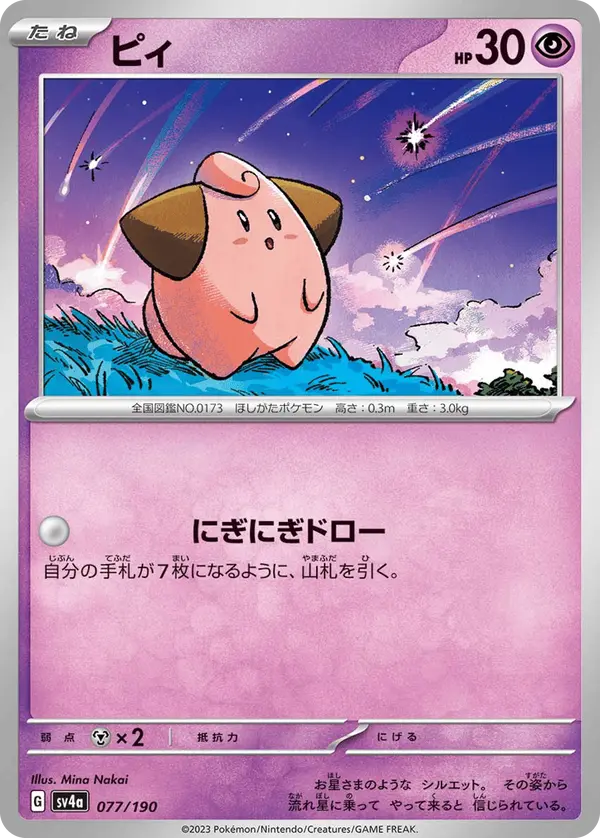 たね ピィ HP30
全国図鑑NO.0173 ほしがたポケモン 高さ:0.3m 重さ:3.0kg
にぎにぎドロー
自分の手札が7枚になるように、山札を引く。
弱点 ×2 抵抗力 にげる
Illus. Mina Nakai
G sv4a 077/190
お星さまのような シルエット。その姿から
流れ星に乗って やって来ると 信じられている。
©2023 Pokémon/Nintendo/Creatures/GAME FREAK.